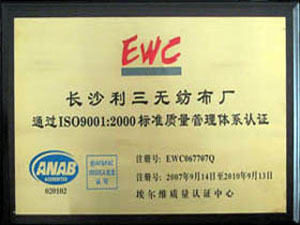 EWC
长沙利三无纺布厂
通过ISO9001:2000标准质量管理体系认证
ANAB
ACCREDITED
020102
认可
注册号: EWC067707Q
注册期: 2007年9月14日至2010年9月13日
埃尔维质量认证中心